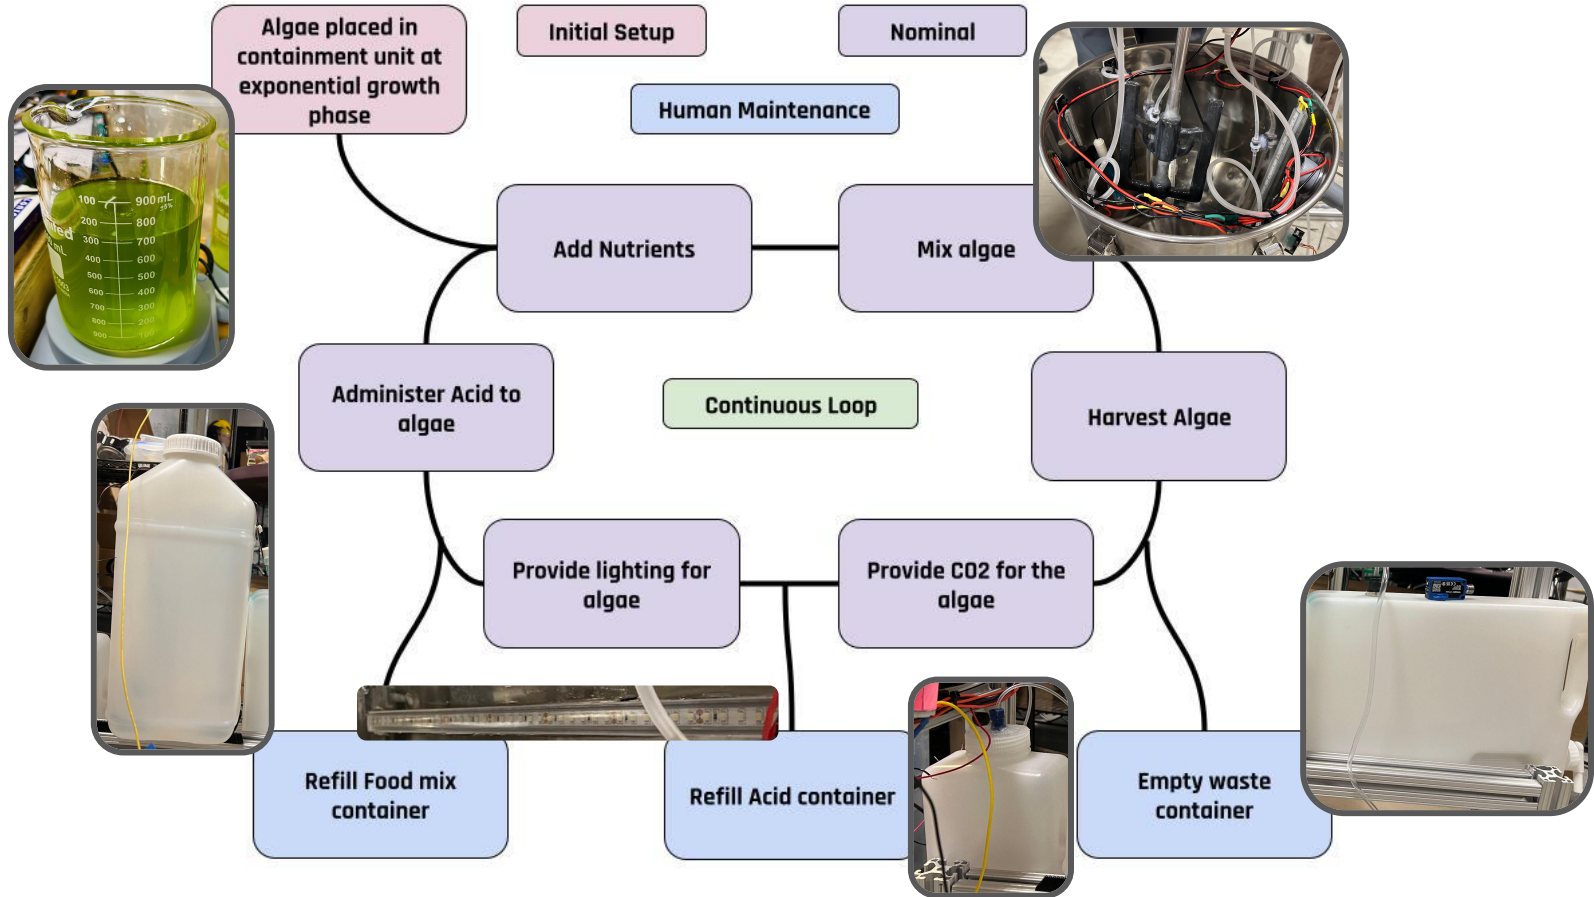 Algae placed in
containment unit at
exponential growth
phase
Initial Setup
Nominal
Human Maintenance
100 900mL
±5%
200 800
300 700
400 600
500 500
600 400
700 300
800 200
900 100
Add Nutrients
Mix algae
Administer Acid to
algae
Continuous Loop
Harvest Algae
Provide lighting for
algae
Provide CO2 for the
algae
Refill Food mix
container
Refill Acid container
Empty waste
container